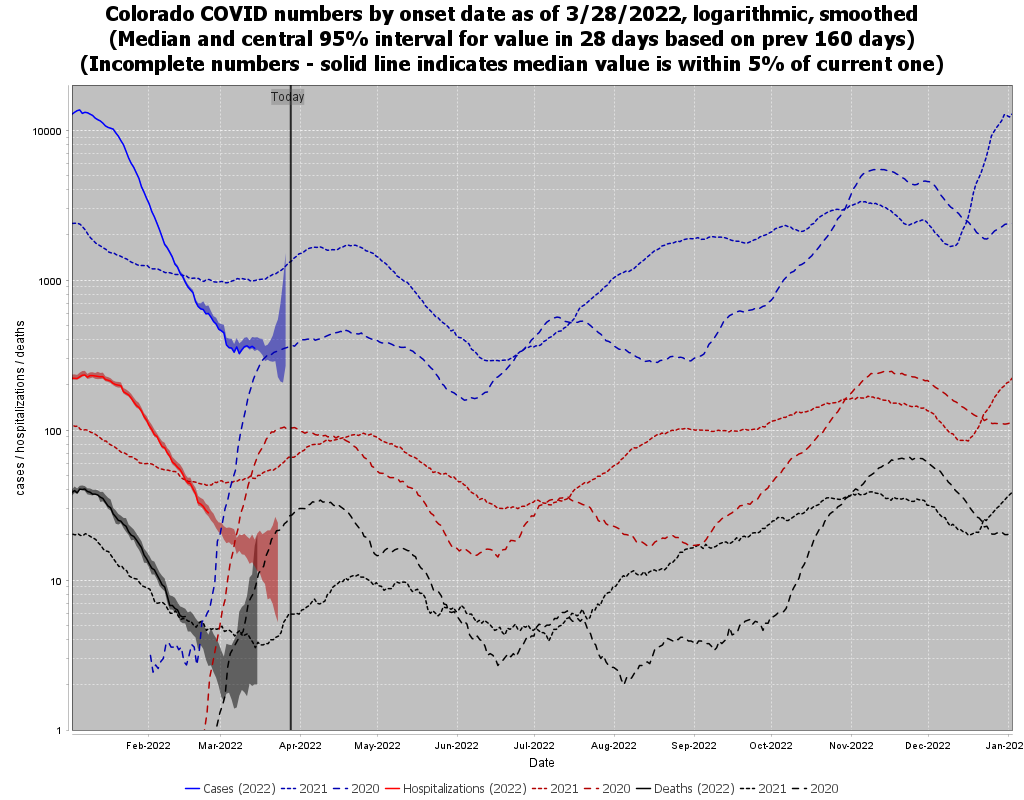 Colorado COVID numbers by onset date as of 3/28/2022, logarithmic, smoothed
(Median and central 95% interval for value in 28 days based on prev 160 days)
(Incomplete numbers - solid line indicates median value is within 5% of current one)
Today
cases / hospitalizations / deaths
10000
1000
100
10
1
Feb-2022 Mar-2022 Apr-2022 May-2022 Jun-2022 Jul-2022 Aug-2022 Sep-2022 Oct-2022 Nov-2022 Dec-2022 Jan-202
Date
Cases (2022) 2021 2020 Hospitalizations (2022) 2021 2020 Deaths (2022) 2021 2020